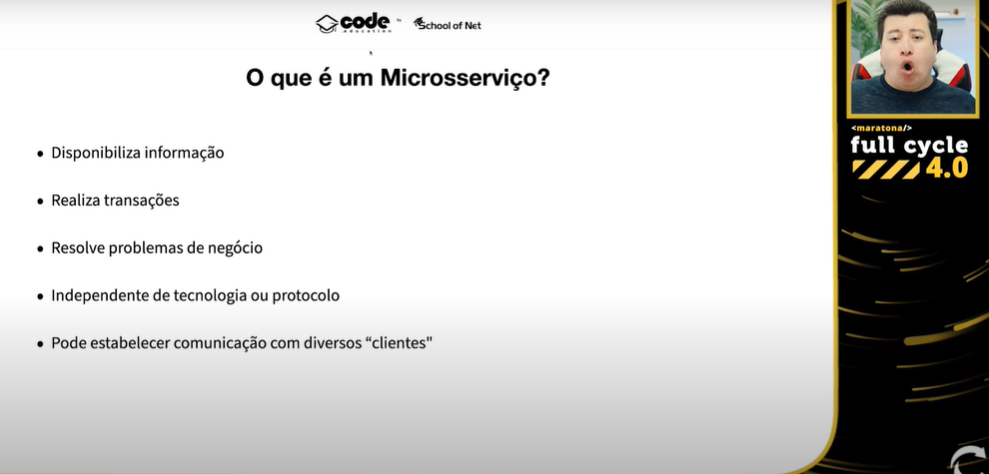 code
education
by
School of Net
O que é um Microsserviço?
• Disponibiliza informação
• Realiza transações
• Resolve problemas de negócio
• Independente de tecnologia ou protocolo
• Pode estabelecer comunicação com diversos “clientes"
<maratona/>
full cycle
4.0